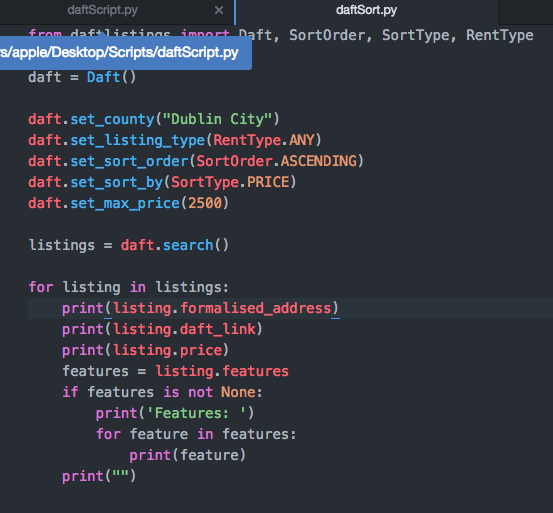 daftScript.py
daftSort.py
from daftlistings import Daft, SortOrder, SortType, RentType
rs/apple/Desktop/Scripts/daftScript.py
daft = Daft()
daft.set_county("Dublin City")
daft.set_listing_type(RentType.ANY)
daft.set_sort_order(SortOrder.ASCENDING)
daft.set_sort_by(SortType.PRICE)
daft.set_max_price(2500)
listings = daft.search()
for listing in listings:
print(listing.formalised_address)
print(listing.daft_link)
print(listing.price)
features = listing.features
if features is not None:
print('Features: ')
for feature in features:
print(feature)
print("")